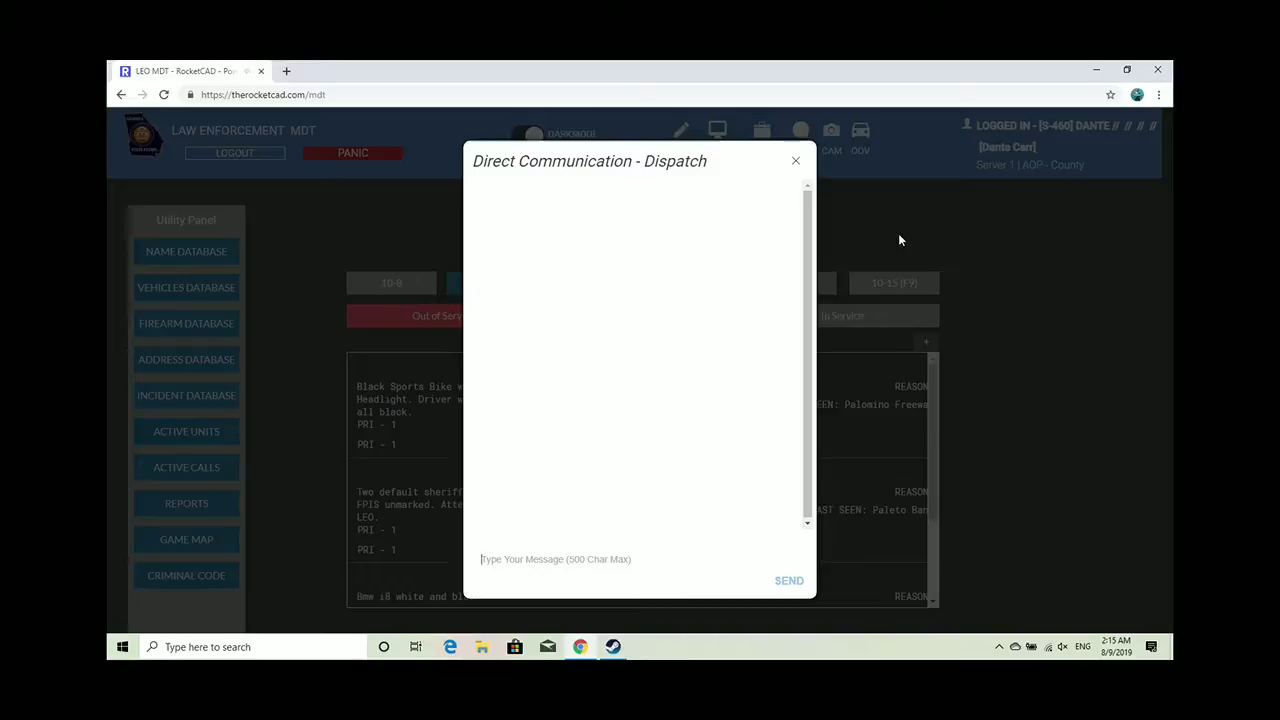 LEO MDT - RocketCAD - Po
https://therocketcad.com/mdt
LAW ENFORCEMENT MDT
LOGOUT
PANIC
DARKMODE
CAM
GOV
LOGGED IN - [S-460] DANTE // // // //
[Dante Carr]
Server 1 | AOP - County
Direct Communication - Dispatch
Utility Panel
NAME DATABASE
VEHICLES DATABASE
FIREARM DATABASE
ADDRESS DATABASE
INCIDENT DATABASE
ACTIVE UNITS
ACTIVE CALLS
REPORTS
GAME MAP
CRIMINAL CODE
10-8
10-15 (F9)
Out of Serv
In Service
+
Black Sports Bike w
REASON
Headlight. Driver w
EEN: Palomino Freewa
all black.
PRI - 1
PRI - 1
Two default sheriff
REASON
FPIS unmarked. Atte
AST SEEN: Paleto Ban
LEO.
PRI - 1
PRI - 1
Bmw i8 white and bl
REASON
Type Your Message (500 Char Max)
SEND
Type here to search
ENG
2:15 AM
8/9/2019